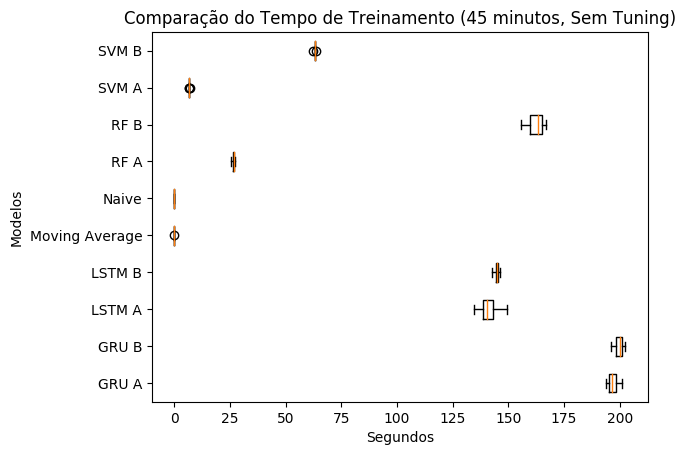 Comparação do Tempo de Treinamento (45 minutos, Sem Tuning)
SVM B
SVM A
RF B
RF A
Naive
Moving Average
LSTM B
LSTM A
GRU B
GRU A
Modelos
0 25 50 75 100 125 150 175 200
Segundos